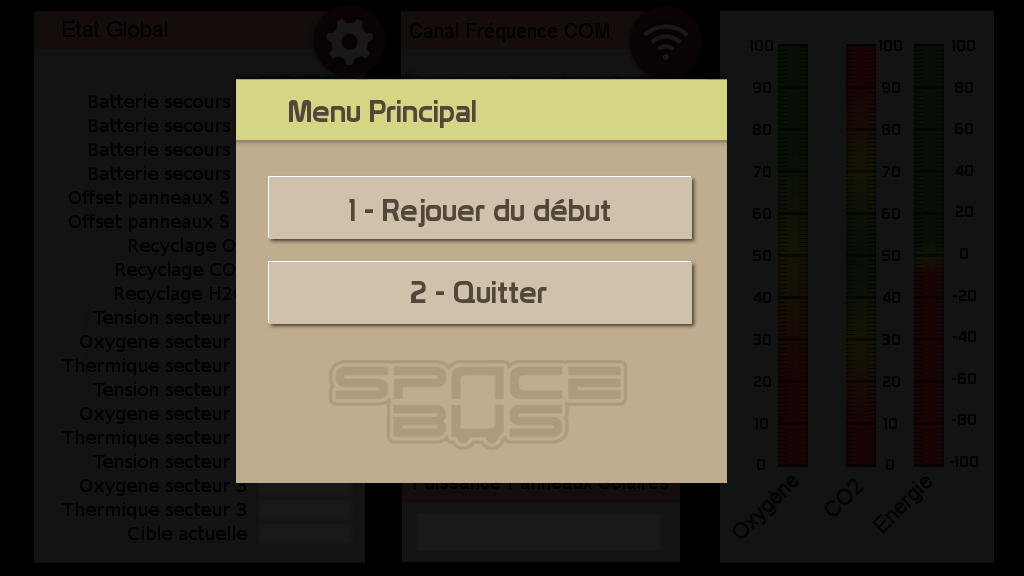 Etat Global
Canal Fréquence COM
Menu Principal
1 - Rejouer du début
2 - Quitter
SPACE
BUS
Batterie secours
Batterie secours
Batterie secours
Batterie secours
Offset panneaux S
Offset panneaux S
Recyclage O
Recyclage CO
Recyclage H2
Tension secteur
Oxygene secteur
Thermique secteur
Tension secteur
Oxygene secteur
Thermique secteur
Tension secteur
Oxygene secteur 3
Thermique secteur 3
Cible actuelle
Puissance Panneaux Solaires
100 100 100
90 90 80
80 80 60
70 70 40
60 60 20
50 50 0
40 40 -20
30 30 -40
20 20 -60
10 10 -80
0 0 -100
Oxygène
CO2
Energie